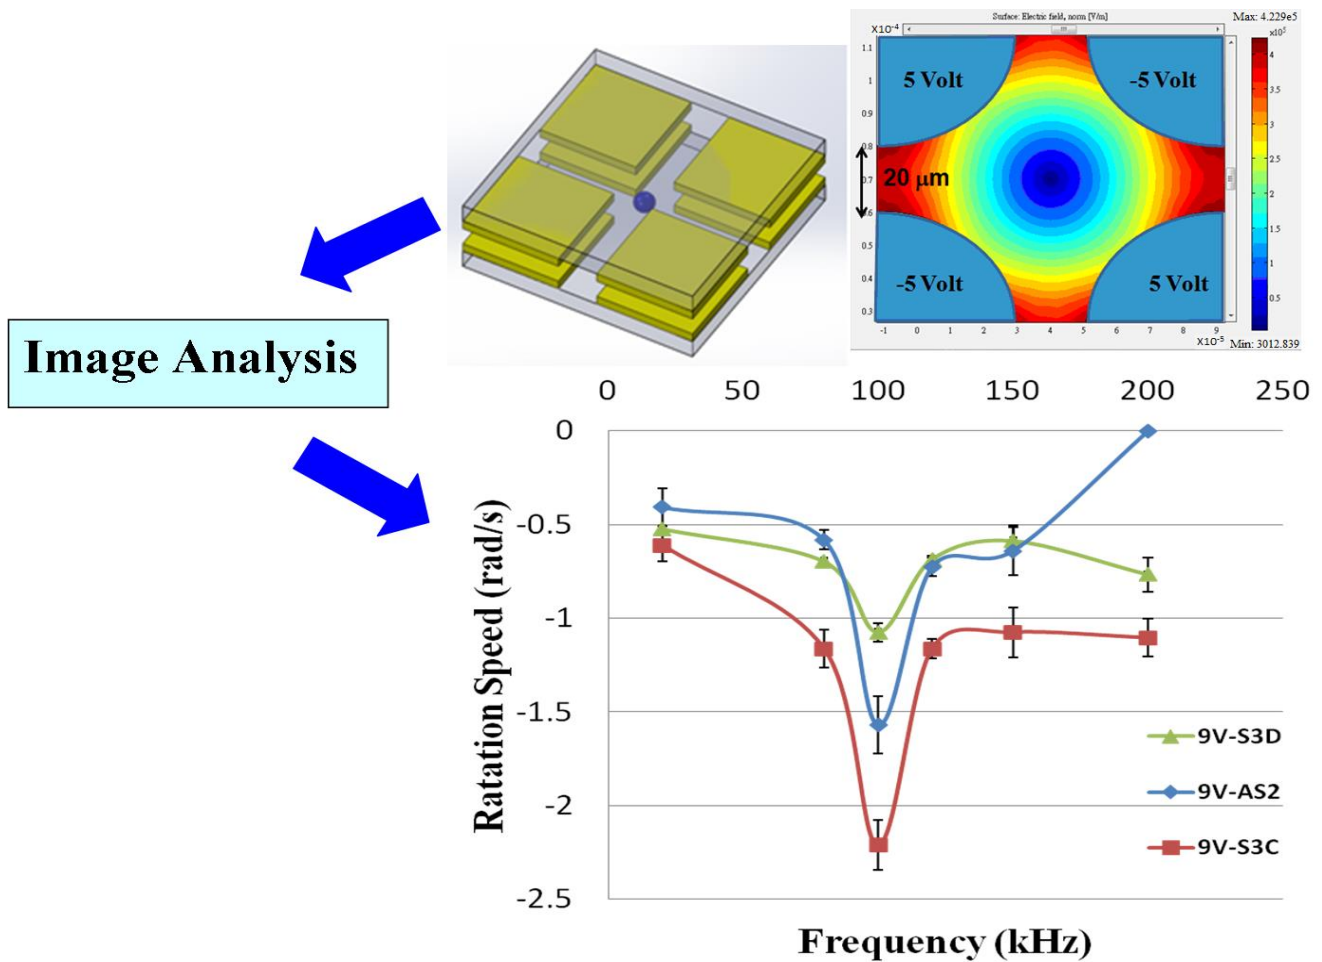 Surface: Electric field, norm [V/m]
Max: 4.229e5
X10⁻⁴
x10⁵
1.1
1
0.9
0.8
0.7
0.6
0.5
0.4
0.3
5 Volt
-5 Volt
20 μm
-5 Volt
5 Volt
4
3.5
3
2.5
2
1.5
1
0.5
-1 0 1 2 3 4 5 6 7 8 9
X10⁻⁵
Min: 3012.839
Image Analysis
0 50 100 150 200 250
0
-0.5
-1
-1.5
-2
-2.5
Ratation Speed (rad/s)
9V-S3D
9V-AS2
9V-S3C
Frequency (kHz)